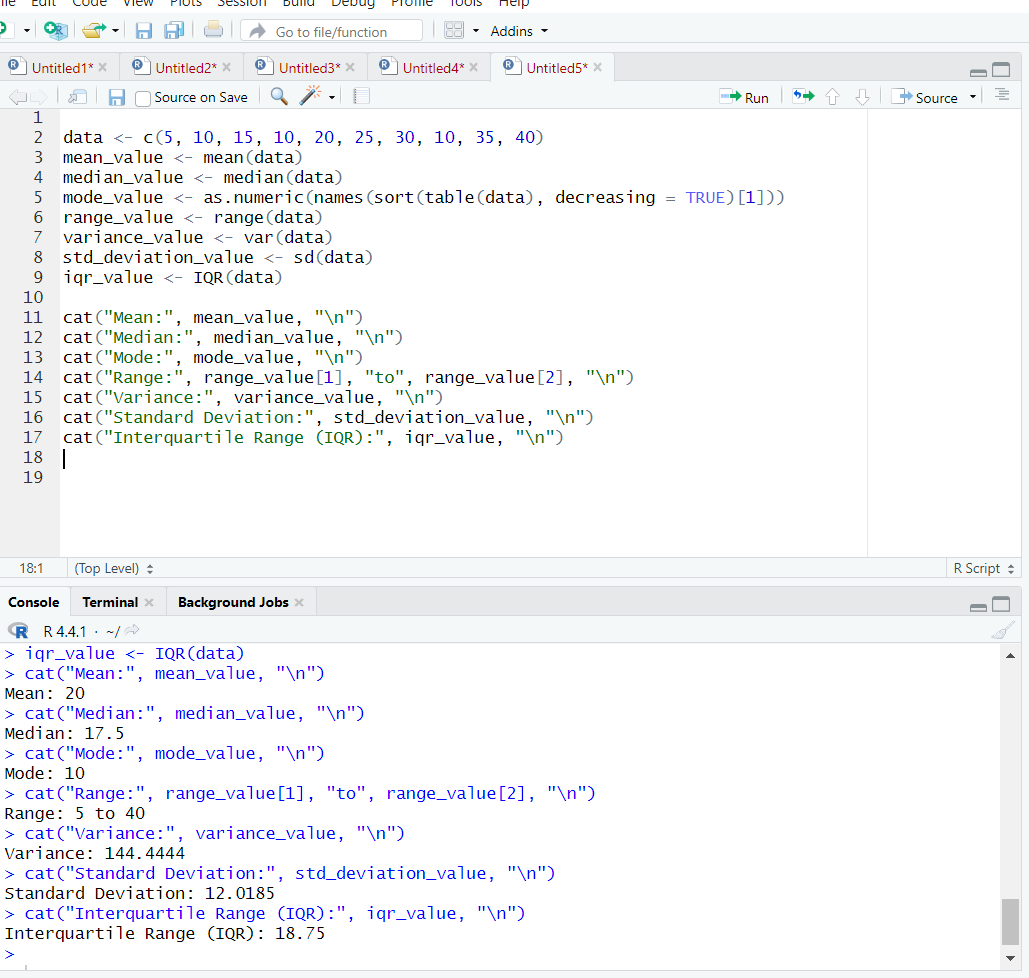 File Edit Code View Plots Session Build Debug Profile Tools Help
Go to file/function Addins
Untitled1* Untitled2* Untitled3* Untitled4* Untitled5*
Source on Save Run Source
1
2 data <- c(5, 10, 15, 10, 20, 25, 30, 10, 35, 40)
3 mean_value <- mean(data)
4 median_value <- median(data)
5 mode_value <- as.numeric(names(sort(table(data), decreasing = TRUE)[1]))
6 range_value <- range(data)
7 variance_value <- var(data)
8 std_deviation_value <- sd(data)
9 iqr_value <- IQR(data)
10
11 cat("Mean:", mean_value, "\n")
12 cat("Median:", median_value, "\n")
13 cat("Mode:", mode_value, "\n")
14 cat("Range:", range_value[1], "to", range_value[2], "\n")
15 cat("Variance:", variance_value, "\n")
16 cat("Standard Deviation:", std_deviation_value, "\n")
17 cat("Interquartile Range (IQR):", iqr_value, "\n")
18
19
18:1 (Top Level) R Script
Console Terminal Background Jobs
R R 4.4.1 · ~/
> iqr_value <- IQR(data)
> cat("Mean:", mean_value, "\n")
Mean: 20
> cat("Median:", median_value, "\n")
Median: 17.5
> cat("Mode:", mode_value, "\n")
Mode: 10
> cat("Range:", range_value[1], "to", range_value[2], "\n")
Range: 5 to 40
> cat("Variance:", variance_value, "\n")
Variance: 144.4444
> cat("Standard Deviation:", std_deviation_value, "\n")
Standard Deviation: 12.0185
> cat("Interquartile Range (IQR):", iqr_value, "\n")
Interquartile Range (IQR): 18.75
>